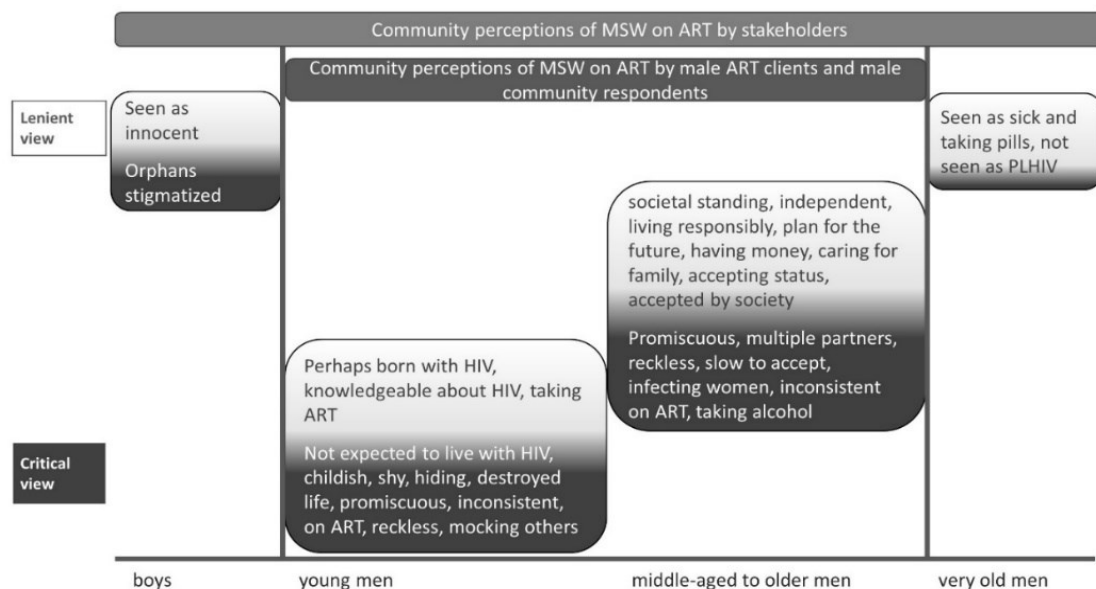 Community perceptions of MSW on ART by stakeholders
Community perceptions of MSW on ART by male ART clients and male
community respondents
Lenient
view
Seen as
innocent
Orphans
stigmatized
Seen as sick and
taking pills, not
seen as PLHIV
societal standing, independent,
living responsibly, plan for the
future, having money, caring for
family, accepting status,
accepted by society
Promiscuous, multiple partners,
reckless, slow to accept,
infecting women, inconsistent
on ART, taking alcohol
Perhaps born with HIV,
knowledgeable about HIV, taking
ART
Not expected to live with HIV,
childish, shy, hiding, destroyed
life, promiscuous, inconsistent,
on ART, reckless, mocking others
Critical
view
boys
young men
middle-aged to older men
very old men